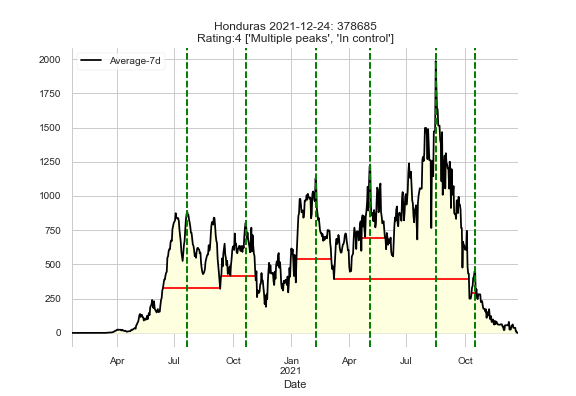 Honduras 2021-12-24: 378685
Rating:4 ['Multiple peaks', 'In control']
Average-7d
2000
1750
1500
1250
1000
750
500
250
0
Apr Jul Oct Jan Apr Jul Oct
2021
Date